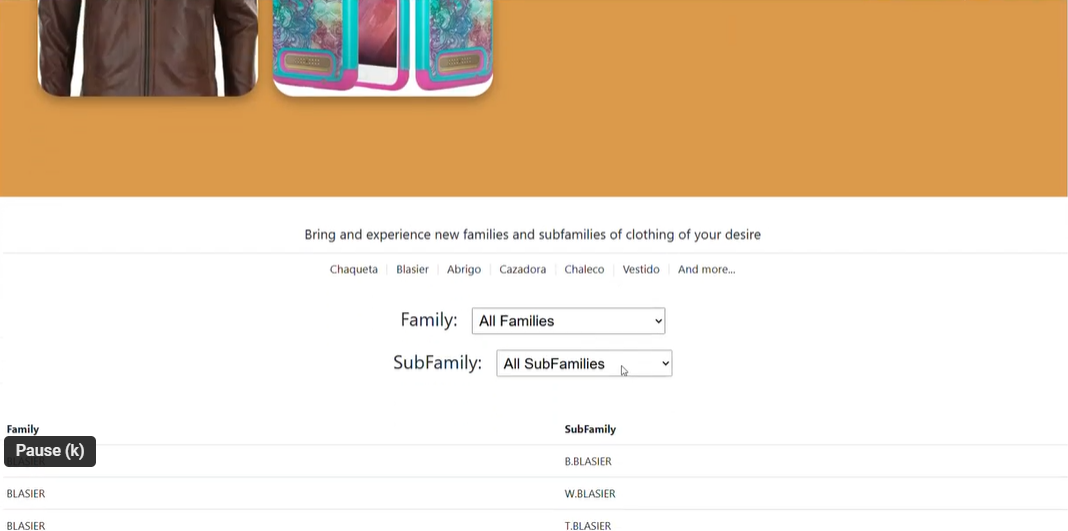 Bring and experience new families and subfamilies of clothing of your desire
Chaqueta Blasier Abrigo Cazadora Chaleco Vestido And more...
Family: All Families
SubFamily: All SubFamilies
Family SubFamily
Pause (k)
B.BLASIER
BLASIER W.BLASIER
BLASIER T.BLASIER